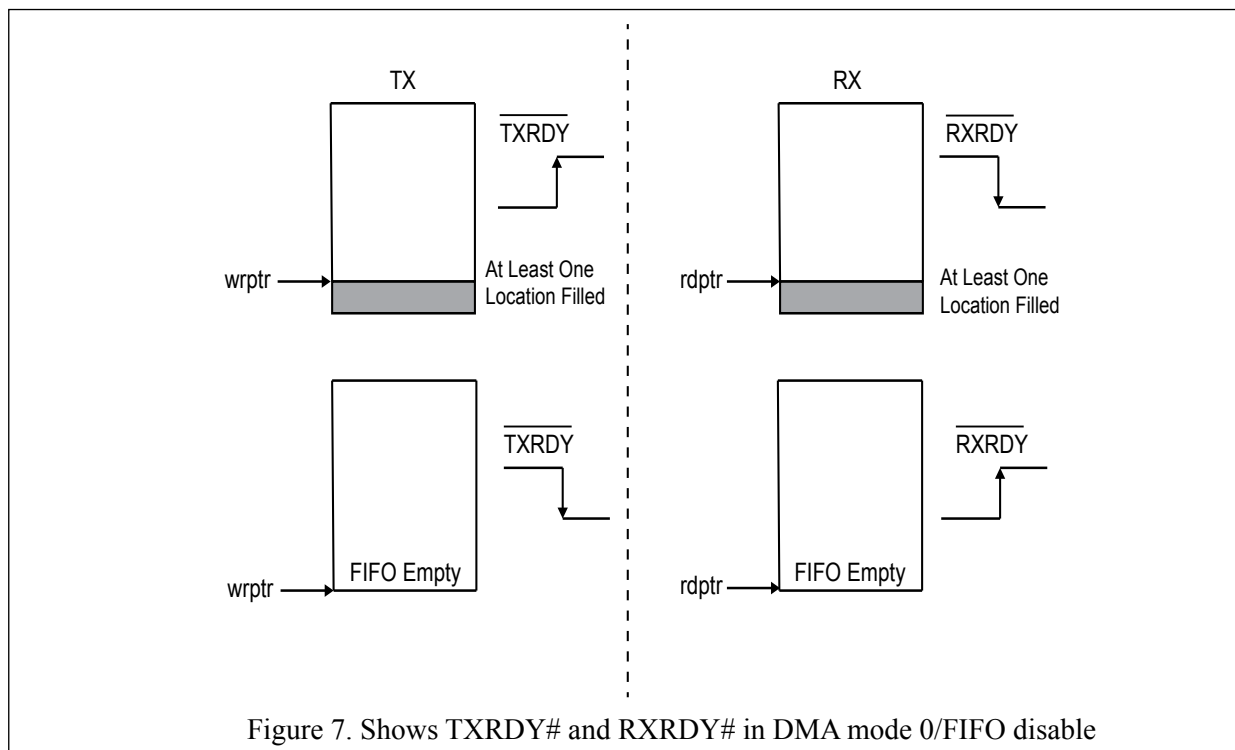 TX
TXRDY
wrptr
At Least One
Location Filled
TXRDY
FIFO Empty
wrptr
RX
RXRDY
rdptr
At Least One
Location Filled
RXRDY
FIFO Empty
rdptr
Figure 7. Shows TXRDY# and RXRDY# in DMA mode 0/FIFO disable